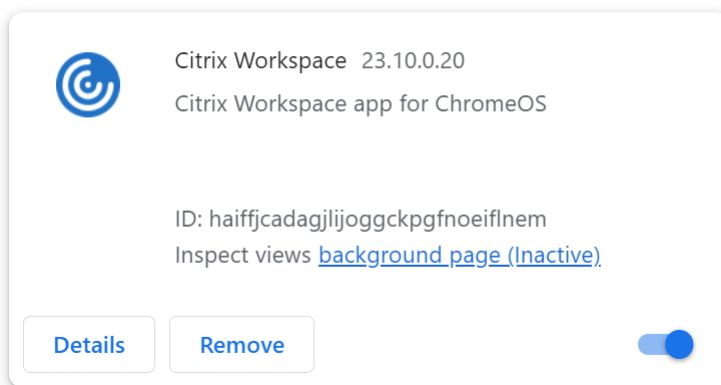 Citrix Workspace 23.10.0.20
Citrix Workspace app for ChromeOS
ID: haiffjcadagjlijoggckpgfnoeiflnem
Inspect views background page (Inactive)
Details Remove